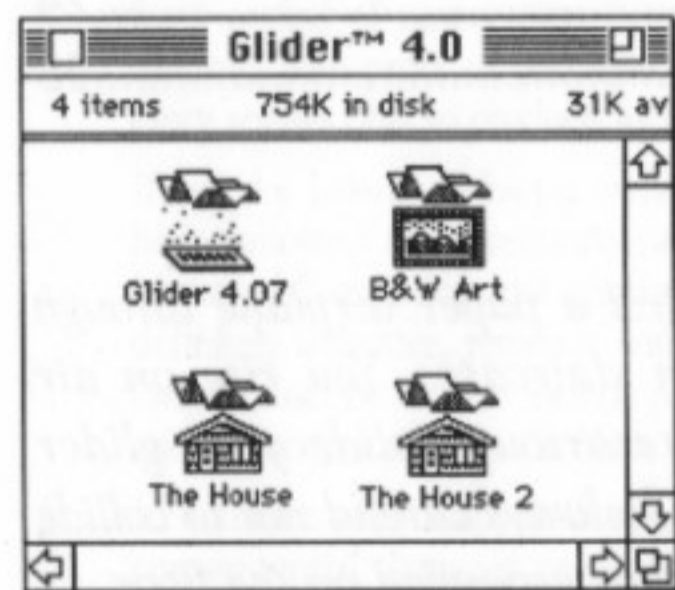 Glider™ 4.0
4 items 754K in disk 31K av
Glider 4.07 B&W Art
The House The House 2